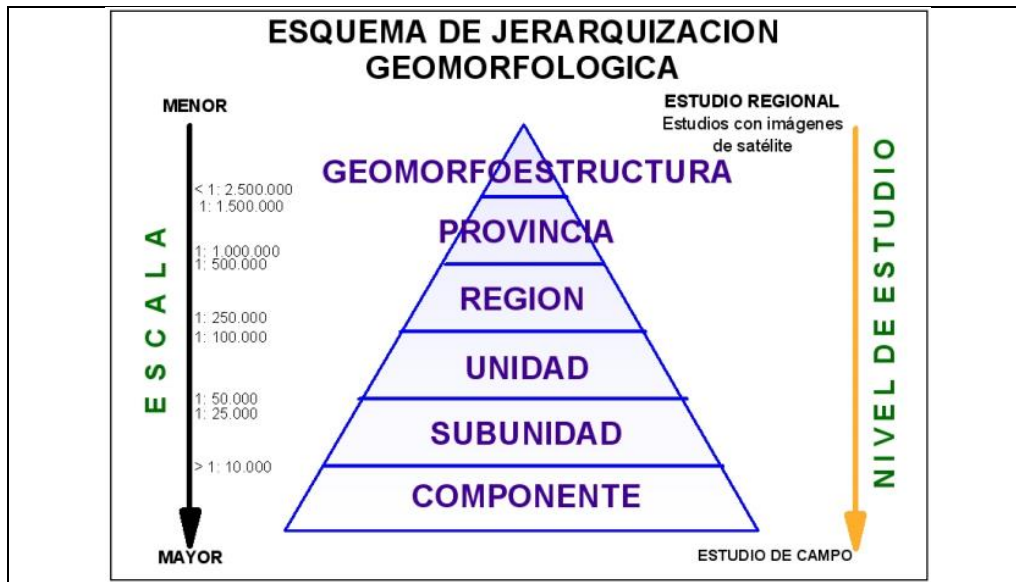 ESQUEMA DE JERARQUIZACION
GEOMORFOLOGICA
MENOR
ESTUDIO REGIONAL
Estudios con imágenes
de satélite
ESCALA
< 1: 2.500.000
1: 1.500.000
1: 1.000.000
1: 500.000
1: 250.000
1: 100.000
1: 50.000
1: 25.000
> 1: 10.000
GEOMORFOESTRUCTURA
PROVINCIA
REGION
UNIDAD
SUBUNIDAD
COMPONENTE
NIVEL DE ESTUDIO
MAYOR
ESTUDIO DE CAMPO